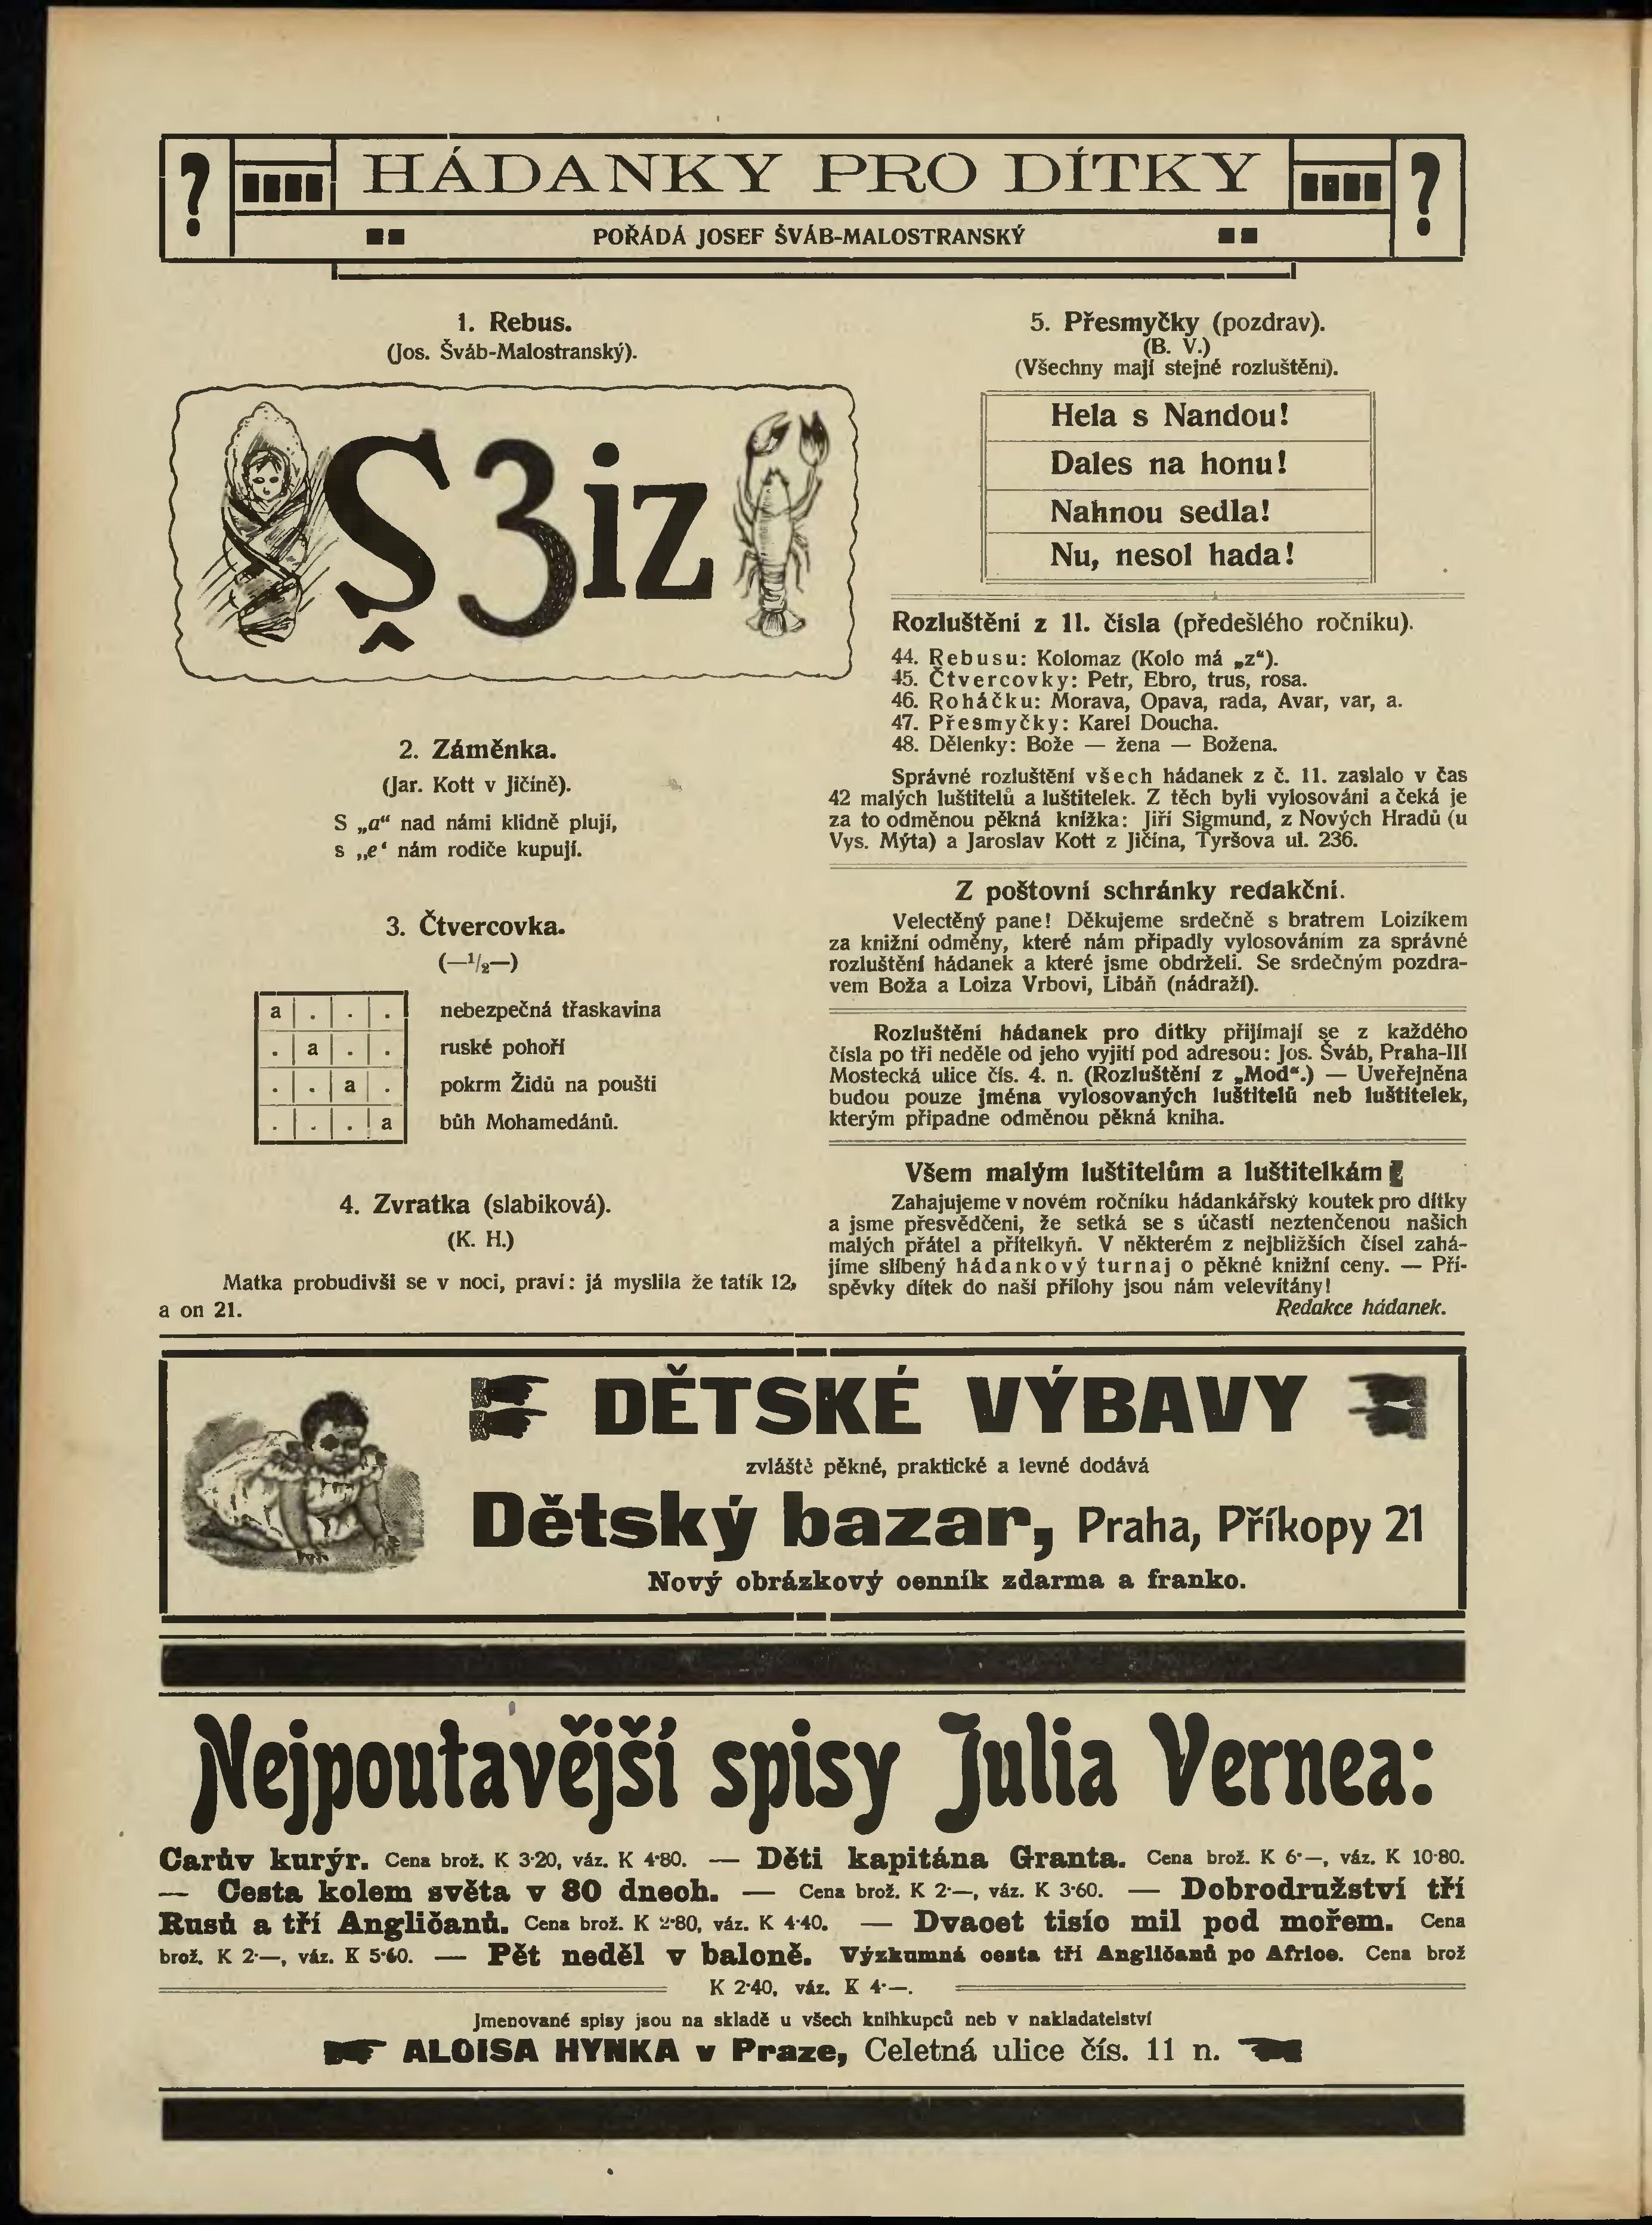 ? HÁDANKY PRO DÍTKY ?
POŘÁDÁ JOSEF ŠVÁB-MALOSTRANSKÝ
1. Rebus.
(Jos. Šváb-Malostranský).
S3iz
2. Záměnka.
(Jar. Kott v Jičíně).
S „a“ nad námi klidně plují,
s „e‘ nám rodiče kupují.
3. Čtvercovka.
(—1/2—)
a . . . nebezpečná třaskavina
. a . . ruské pohoří
. . a . pokrm Židů na poušti
. . . a bůh Mohamedánů.
4. Zvratka (slabiková).
(K. H.)
Matka probudivši se v noci, praví: já myslila že tatík 12,
a on 21.
5. Přesmyčky (pozdrav).
(B. V.)
(Všechny mají stejné rozluštění).
Hela s Nandou!
Dales na honu!
Nahnou sedla!
Nu, nesol hada!
Rozluštění z 11. čísla (předešlého ročníku).
44. Rebusu: Kolomaz (Kolo má „z“).
45. Čtvercovky: Petr, Ebro, trus, rosa.
46. Roháčku: Morava, Opava, rada, Avar, var, a.
47. Přesmyčky: Karel Doucha.
48. Dělenky: Bože — žena — Božena.
Správné rozluštění všech hádanek z č. 11. zaslalo v čas
42 malých luštitelů a luštitelek. Z těch byli vylosováni a čeká je
za to odměnou pěkná knížka: Jiří Sigmund, z Nových Hradů (u
Vys. Mýta) a Jaroslav Kott z Jičína, Tyršova ul. 236.
Z poštovní schránky redakční.
Velectěný pane! Děkujeme srdečně s bratrem Loizíkem
za knižní odměny, které nám připadly vylosováním za správné
rozluštění hádanek a které jsme obdrželi. Se srdečným pozdra-
vem Boža a Loiza Vrbovi, Libáň (nádraží).
Rozluštění hádanek pro dítky přijímají se z každého
čísla po tři neděle od jeho vyjití pod adresou: Jos. Šváb, Praha-III
Mostecká ulice čís. 4. n. (Rozluštění z „Mod“.) — Uveřejněna
budou pouze jména vylosovaných luštitelů neb luštitelek,
kterým připadne odměnou pěkná kniha.
Všem malým luštitelům a luštitelkám!
Zahajujeme v novém ročníku hádankářský koutek pro dítky
a jsme přesvědčeni, že setká se s účastí neztenčenou našich
malých přátel a přítelkyň. V některém z nejbližších čísel zahá-
jíme slíbený hádankový turnaj o pěkné knižní ceny. — Pří-
spěvky dítek do naší přílohy jsou nám velevítány!
Redakce hádanek.
DĚTSKÉ VÝBAVY
zvláště pěkné, praktické a levné dodává
Dětský bazar, Praha, Příkopy 21
Nový obrázkový cenník zdarma a franko.
Nejpoutavější spisy Julia Vernea:
Carův kurýr. Cena brož. K 3·20, váz. K 4·80. — Děti kapitána Granta. Cena brož. K 6·—, váz. K 10·80.
— Cesta kolem světa v 80 dnech. — Cena brož. K 2·—, váz. K 3·60. — Dobrodružství tří
Rusů a tří Angličanů. Cena brož. K 2·80, váz. K 4·40. — Dvacet tisíc mil pod mořem. Cena
brož. K 2·—, váz. K 5·60. — Pět neděl v baloně. Výzkumná cesta tří Angličanů po Africe. Cena brož
K 2·40, váz. K 4·—.
Jmenované spisy jsou na skladě u všech knihkupců neb v nakladatelství
ALOISA HYNKA v Praze, Celetná ulice čís. 11 n.